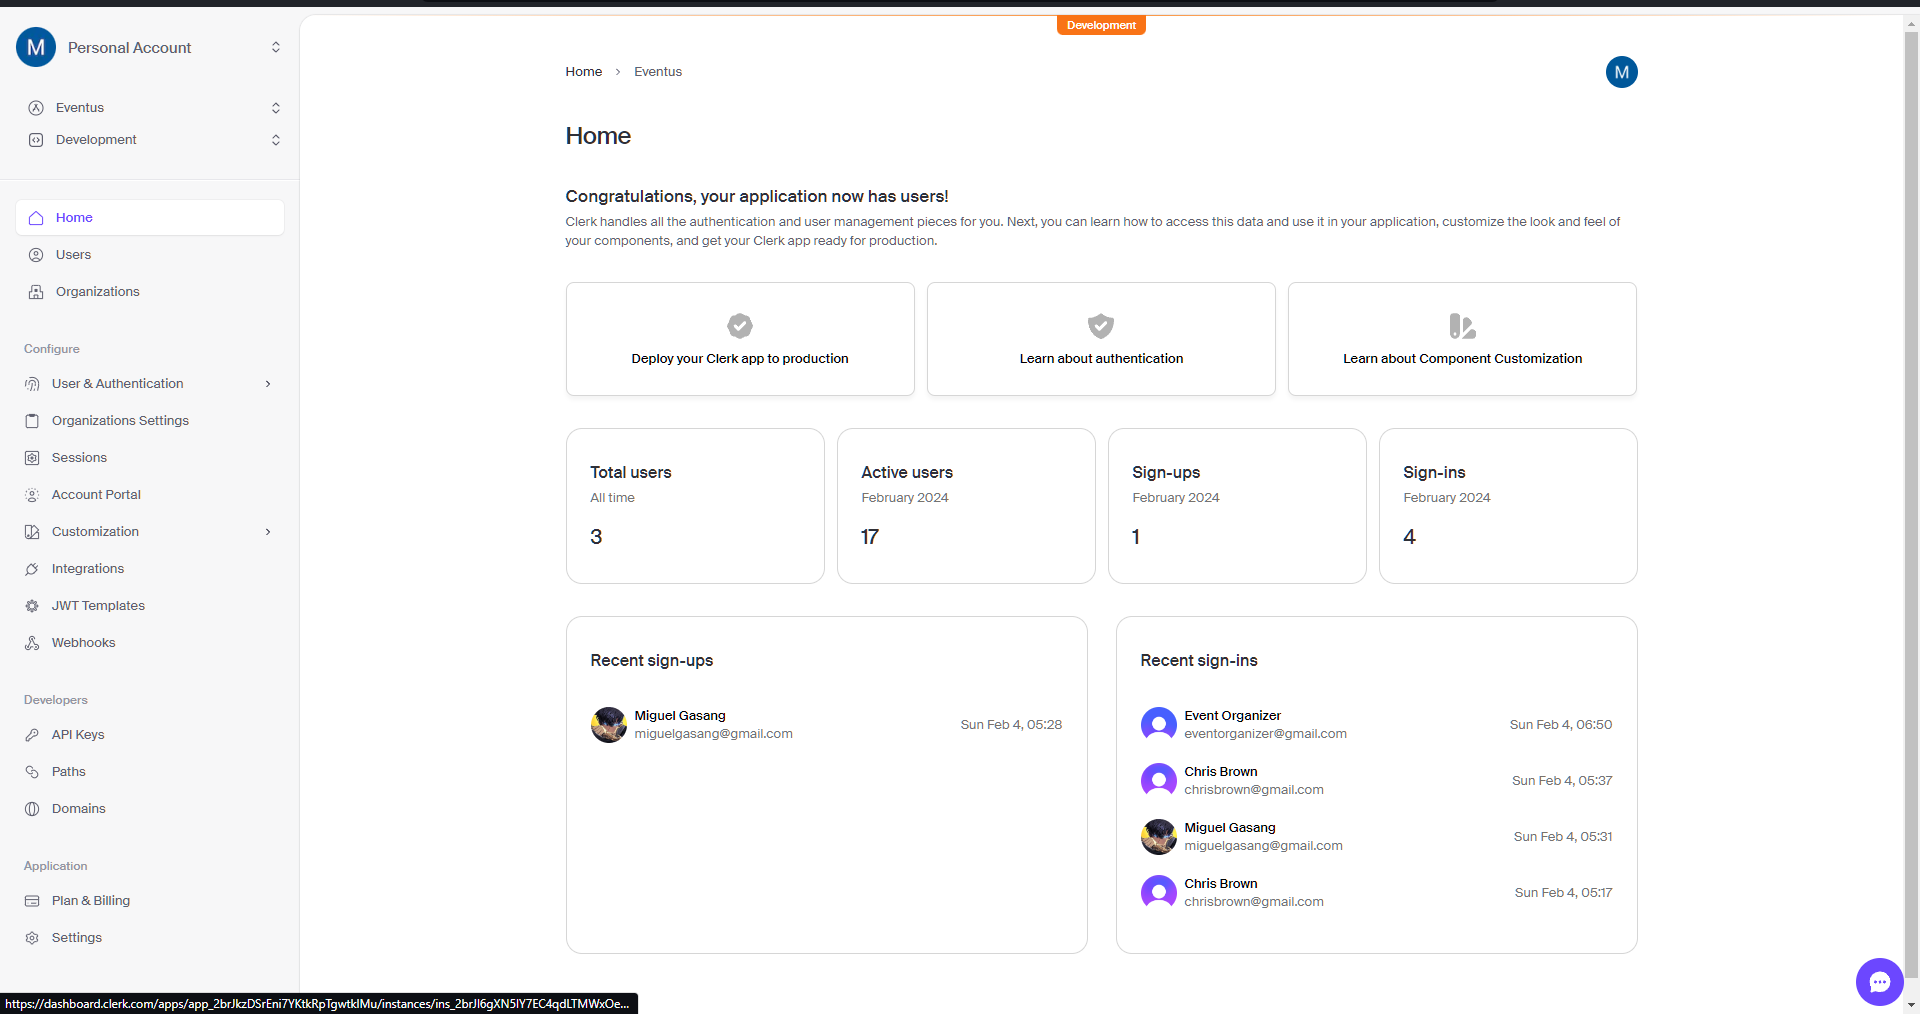 M
Personal Account
Eventus
Development
Home
Users
Organizations
Configure
User & Authentication
Organizations Settings
Sessions
Account Portal
Customization
Integrations
JWT Templates
Webhooks
Developers
API Keys
Paths
Domains
Application
Plan & Billing
Settings
Development
Home > Eventus
M
Home
Congratulations, your application now has users!
Clerk handles all the authentication and user management pieces for you. Next, you can learn how to access this data and use it in your application, customize the look and feel of
your components, and get your Clerk app ready for production.
Deploy your Clerk app to production
Learn about authentication
Learn about Component Customization
Total users
All time
3
Active users
February 2024
17
Sign-ups
February 2024
1
Sign-ins
February 2024
4
Recent sign-ups
Miguel Gasang
miguelgasang@gmail.com
Sun Feb 4, 05:28
Recent sign-ins
Event Organizer
eventorganizer@gmail.com
Sun Feb 4, 06:50
Chris Brown
chrisbrown@gmail.com
Sun Feb 4, 05:37
Miguel Gasang
miguelgasang@gmail.com
Sun Feb 4, 05:31
Chris Brown
chrisbrown@gmail.com
Sun Feb 4, 05:17